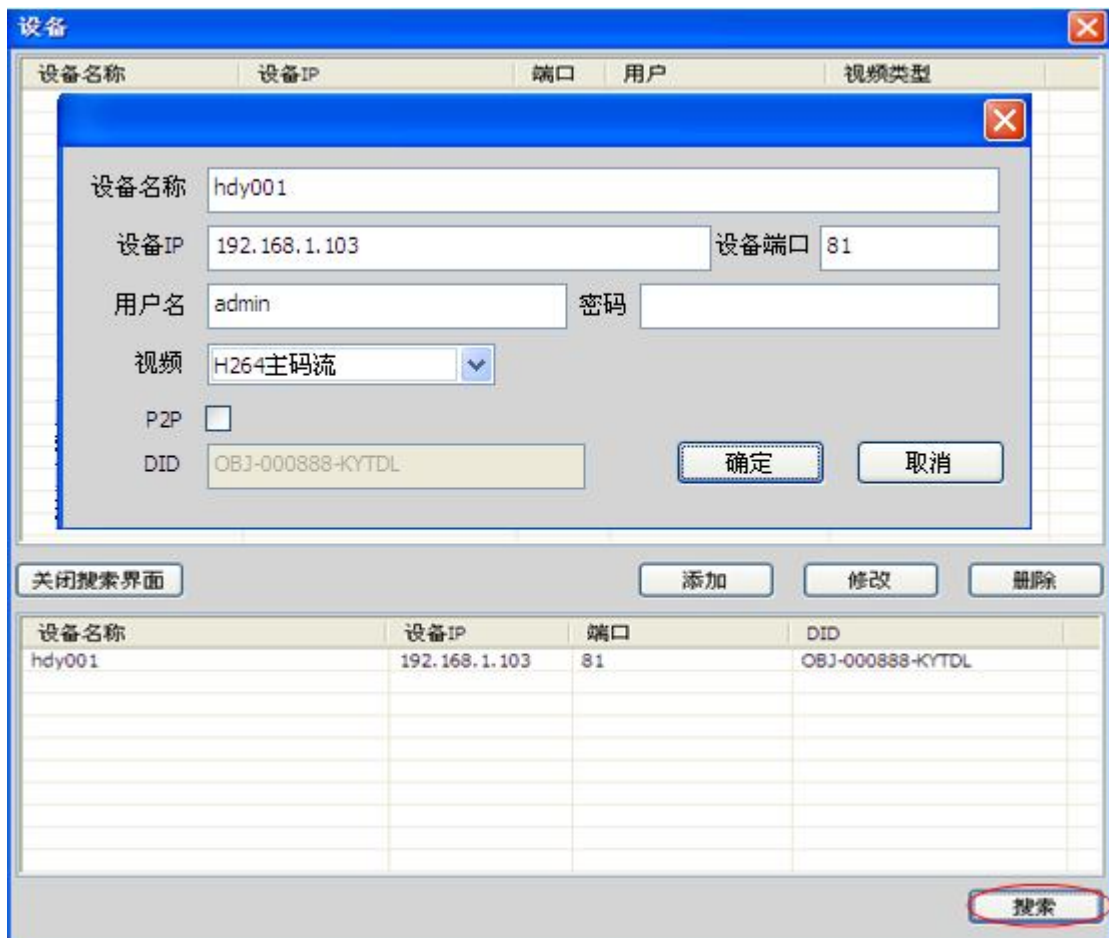 设备
设备名称 设备IP 端口 用户 视频类型
设备名称 hdy001
设备IP 192.168.1.103 设备端口 81
用户名 admin 密码
视频 H264主码流
P2P
DID OBJ-000888-KYTDL
确定 取消
关闭搜索界面 添加 修改 删除
设备名称 设备IP 端口 DID
hdy001 192.168.1.103 81 OBJ-000888-KYTDL
搜索